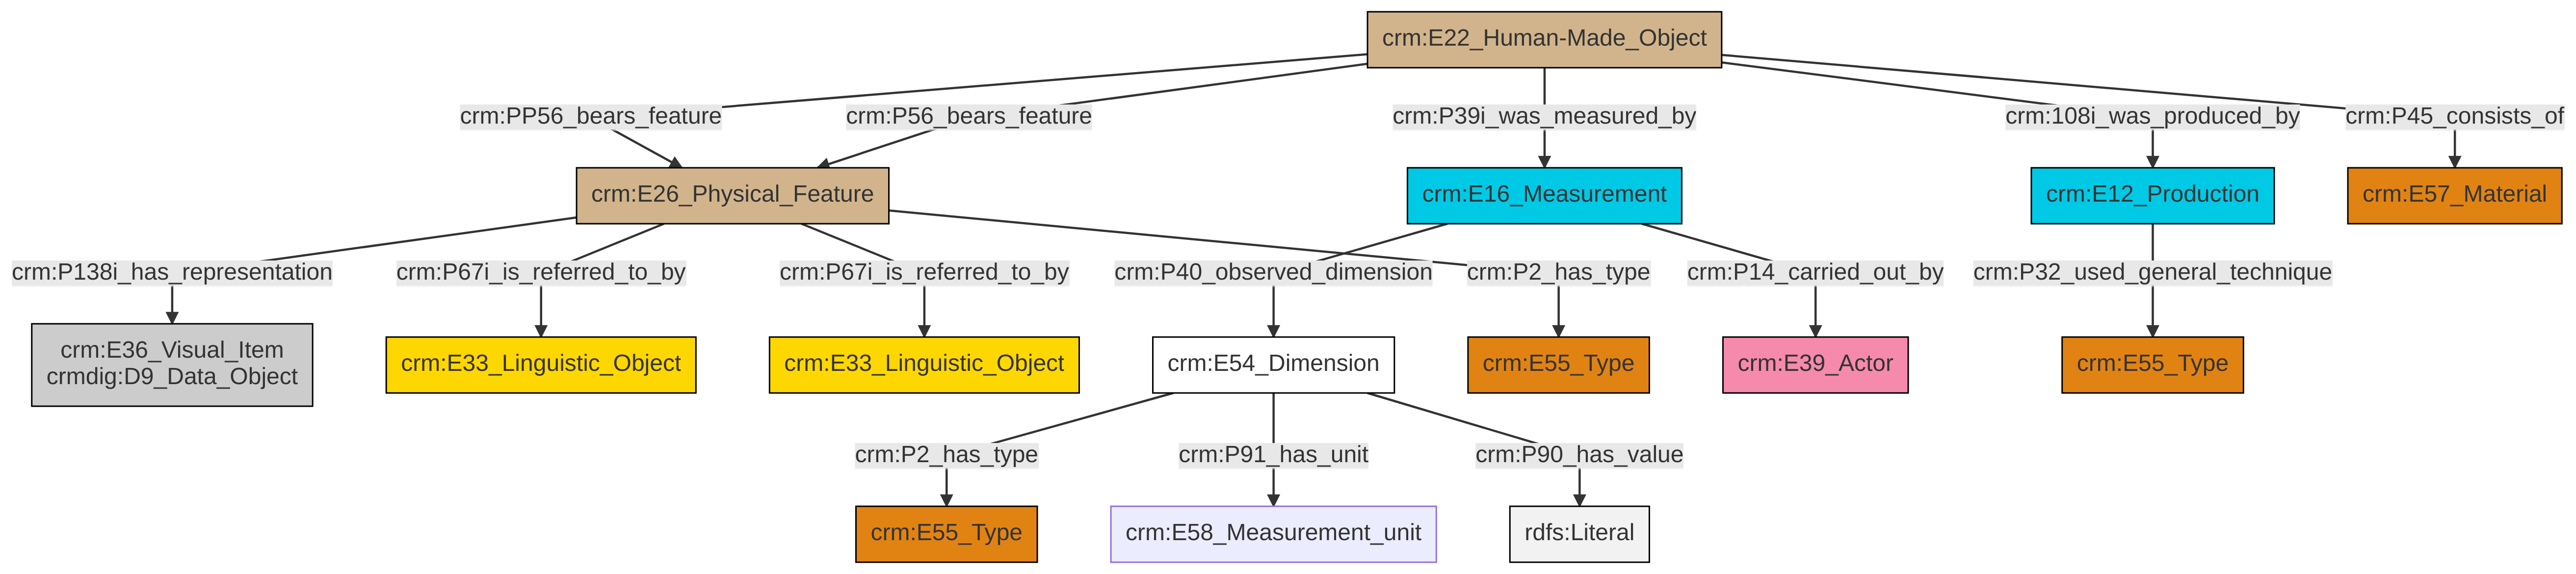 crm:E22_Human-Made_Object
crm:PP56_bears_feature
crm:P56_bears_feature
crm:P39i_was_measured_by
crm:108i_was_produced_by
crm:P45_consists_of
crm:E26_Physical_Feature
crm:E16_Measurement
crm:E12_Production
crm:E57_Material
crm:P138i_has_representation
crm:P67i_is_referred_to_by
crm:P67i_is_referred_to_by
crm:P40_observed_dimension
crm:P2_has_type
crm:P14_carried_out_by
crm:P32_used_general_technique
crm:E36_Visual_Item
crmdig:D9_Data_Object
crm:E33_Linguistic_Object
crm:E33_Linguistic_Object
crm:E54_Dimension
crm:E55_Type
crm:E39_Actor
crm:E55_Type
crm:P2_has_type
crm:P91_has_unit
crm:P90_has_value
crm:E55_Type
crm:E58_Measurement_unit
rdfs:Literal